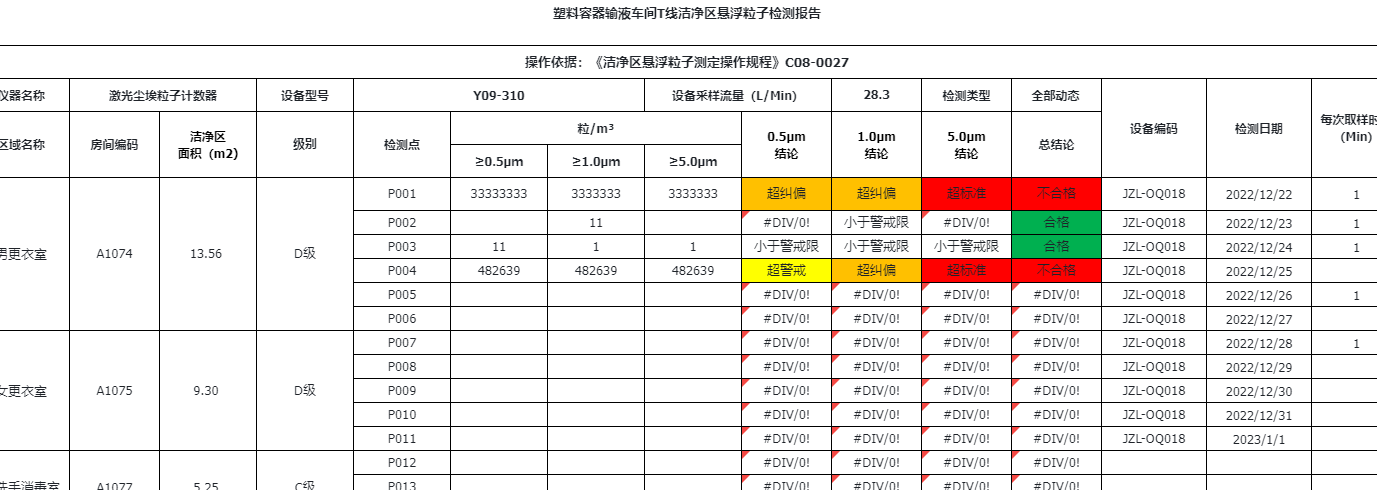 塑料容器输液车间T线洁净区悬浮粒子检测报告
操作依据：《洁净区悬浮粒子测定操作规程》C08-0027
仪器名称 激光尘埃粒子计数器 设备型号 Y09-310 设备采样流量（L/Min) 28.3 检测类型 全部动态 设备编码 检测日期 每次取样时
(Min)
区域名称 房间编码 洁净区
面积（m2） 级别 检测点 粒/m³ 0.5μm
结论 1.0μm
结论 5.0μm
结论 总结论
≥0.5μm ≥1.0μm ≥5.0μm
男更衣室 A1074 13.56 D级
P001 33333333 3333333 3333333 超纠偏 超纠偏 超标准 不合格 JZL-OQ018 2022/12/22 1
P002 11 #DIV/0! 小于警戒限 #DIV/0! 合格 JZL-OQ018 2022/12/23 1
P003 11 1 1 小于警戒限 小于警戒限 小于警戒限 合格 JZL-OQ018 2022/12/24 1
P004 482639 482639 482639 超警戒 超纠偏 超标准 不合格 JZL-OQ018 2022/12/25
P005 #DIV/0! #DIV/0! #DIV/0! #DIV/0! JZL-OQ018 2022/12/26 1
P006 #DIV/0! #DIV/0! #DIV/0! #DIV/0! JZL-OQ018 2022/12/27
女更衣室 A1075 9.30 D级
P007 #DIV/0! #DIV/0! #DIV/0! #DIV/0! JZL-OQ018 2022/12/28 1
P008 #DIV/0! #DIV/0! #DIV/0! #DIV/0! JZL-OQ018 2022/12/29
P009 #DIV/0! #DIV/0! #DIV/0! #DIV/0! JZL-OQ018 2022/12/30
P010 #DIV/0! #DIV/0! #DIV/0! #DIV/0! JZL-OQ018 2022/12/31
P011 #DIV/0! #DIV/0! #DIV/0! #DIV/0! JZL-OQ018 2023/1/1
P012 #DIV/0! #DIV/0! #DIV/0! #DIV/0!
洗手消毒室 A1077 5.25 C级 P013 #DIV/0! #DIV/0! #DIV/0! #DIV/0!